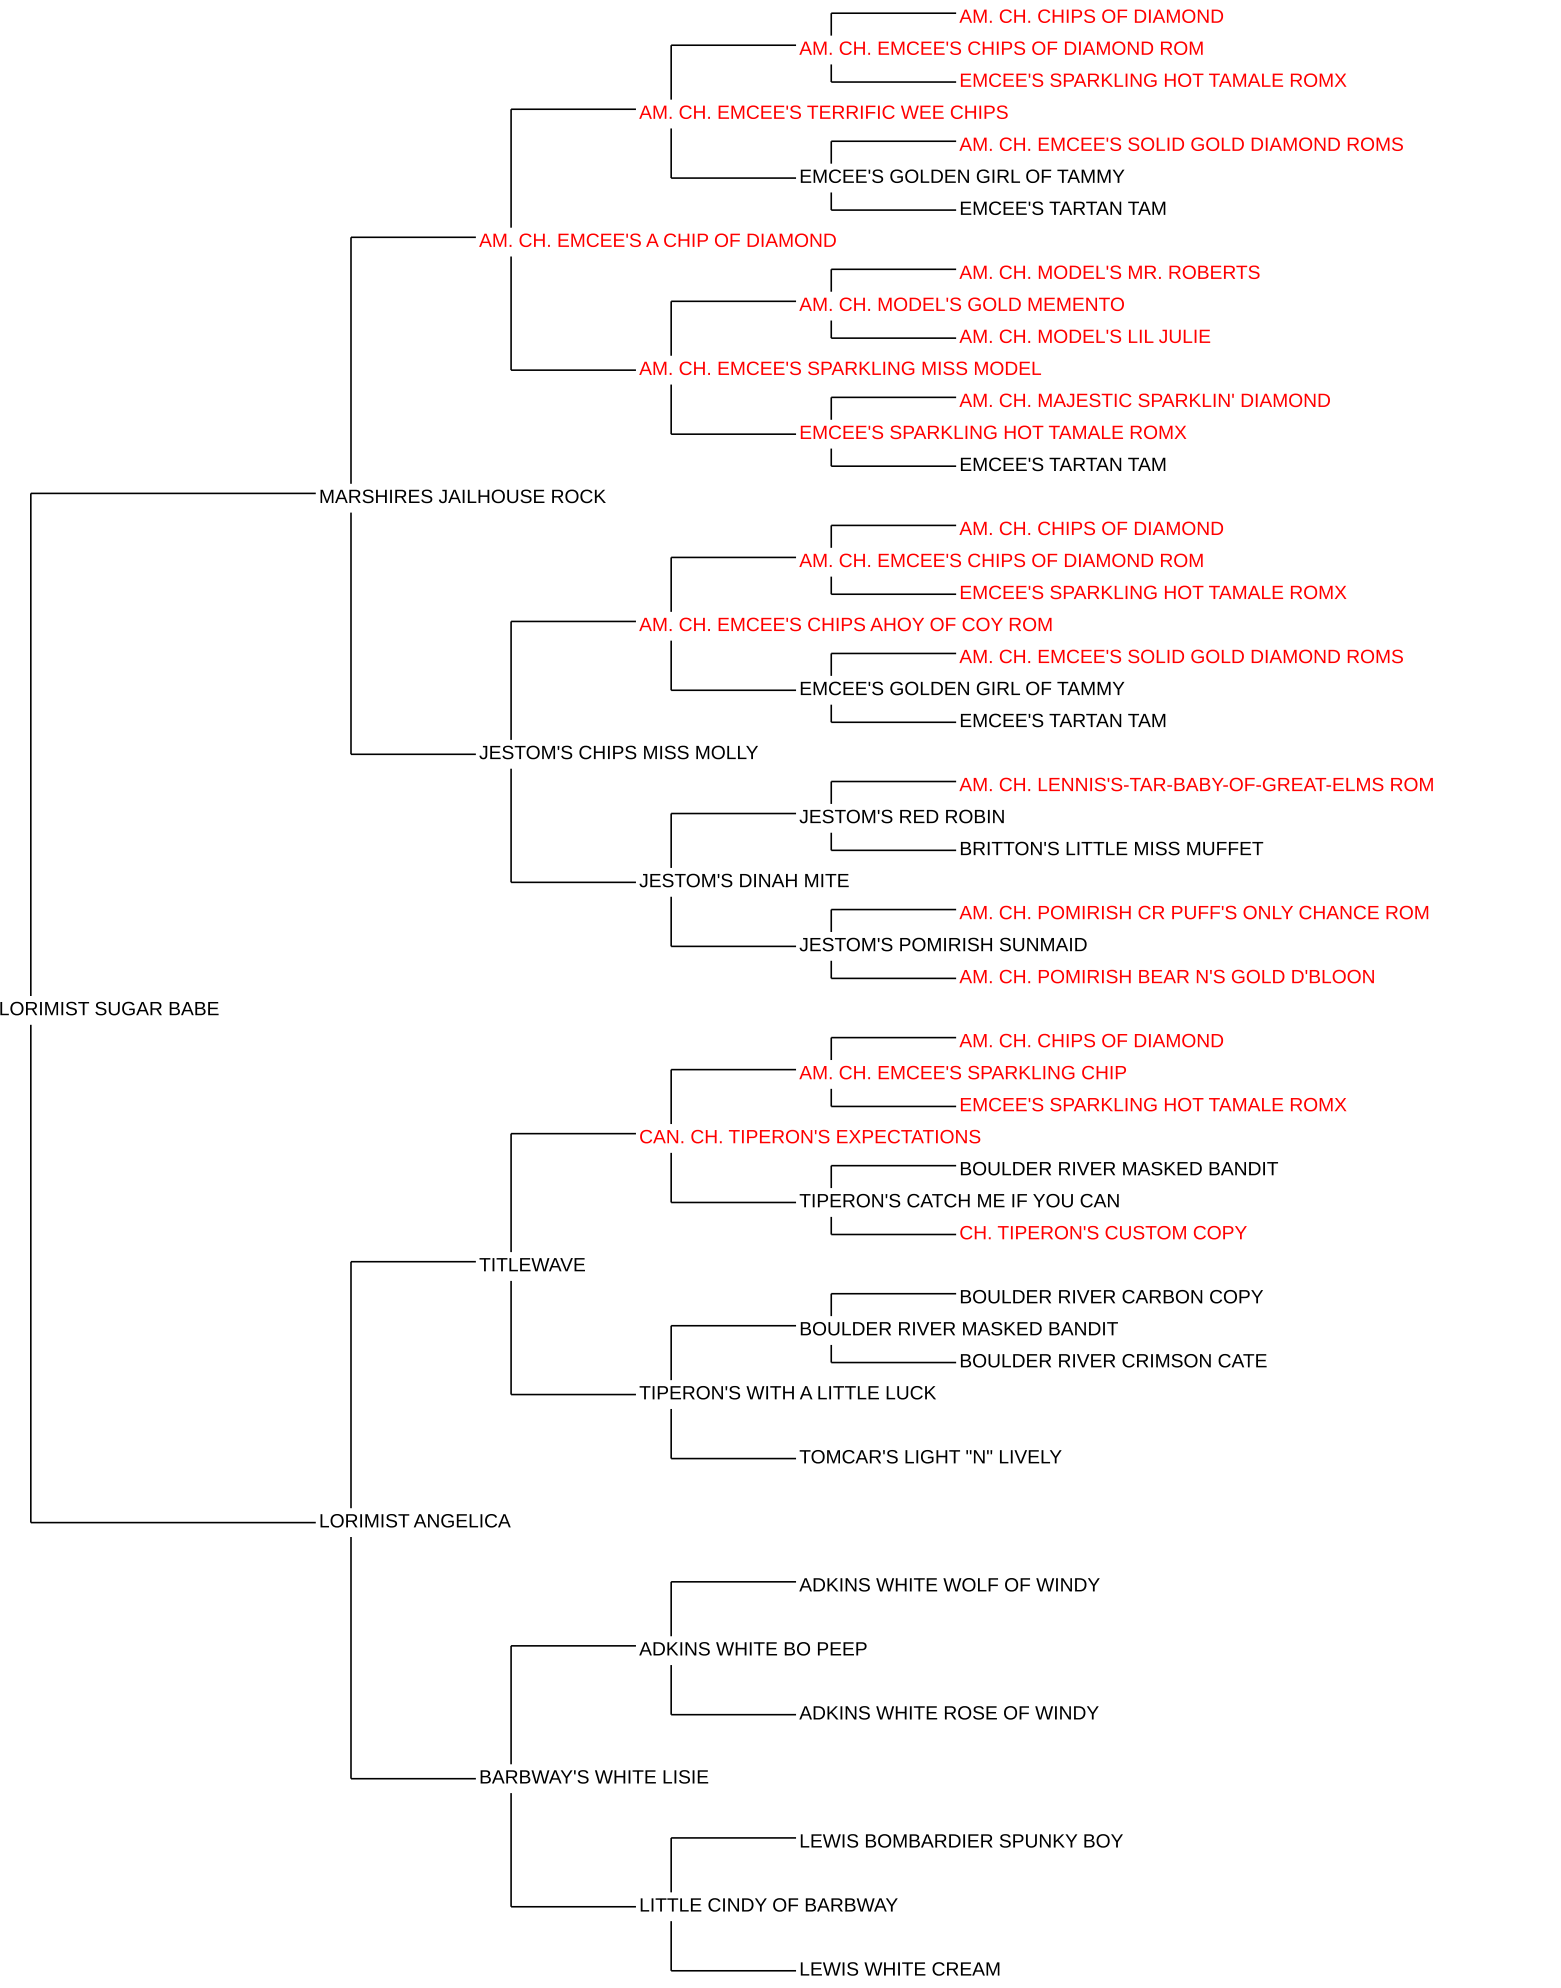 AM. CH. CHIPS OF DIAMOND
AM. CH. EMCEE'S CHIPS OF DIAMOND ROM
EMCEE'S SPARKLING HOT TAMALE ROMX
AM. CH. EMCEE'S TERRIFIC WEE CHIPS
AM. CH. EMCEE'S SOLID GOLD DIAMOND ROMS
EMCEE'S GOLDEN GIRL OF TAMMY
EMCEE'S TARTAN TAM
AM. CH. EMCEE'S A CHIP OF DIAMOND
AM. CH. MODEL'S MR. ROBERTS
AM. CH. MODEL'S GOLD MEMENTO
AM. CH. MODEL'S LIL JULIE
AM. CH. EMCEE'S SPARKLING MISS MODEL
AM. CH. MAJESTIC SPARKLIN' DIAMOND
EMCEE'S SPARKLING HOT TAMALE ROMX
EMCEE'S TARTAN TAM
MARSHIRES JAILHOUSE ROCK
AM. CH. CHIPS OF DIAMOND
AM. CH. EMCEE'S CHIPS OF DIAMOND ROM
EMCEE'S SPARKLING HOT TAMALE ROMX
AM. CH. EMCEE'S CHIPS AHOY OF COY ROM
AM. CH. EMCEE'S SOLID GOLD DIAMOND ROMS
EMCEE'S GOLDEN GIRL OF TAMMY
EMCEE'S TARTAN TAM
JESTOM'S CHIPS MISS MOLLY
AM. CH. LENNIS'S-TAR-BABY-OF-GREAT-ELMS ROM
JESTOM'S RED ROBIN
BRITTON'S LITTLE MISS MUFFET
JESTOM'S DINAH MITE
AM. CH. POMIRISH CR PUFF'S ONLY CHANCE ROM
JESTOM'S POMIRISH SUNMAID
AM. CH. POMIRISH BEAR N'S GOLD D'BLOON
LORIMIST SUGAR BABE
AM. CH. CHIPS OF DIAMOND
AM. CH. EMCEE'S SPARKLING CHIP
EMCEE'S SPARKLING HOT TAMALE ROMX
CAN. CH. TIPERON'S EXPECTATIONS
BOULDER RIVER MASKED BANDIT
TIPERON'S CATCH ME IF YOU CAN
CH. TIPERON'S CUSTOM COPY
TITLEWAVE
BOULDER RIVER CARBON COPY
BOULDER RIVER MASKED BANDIT
BOULDER RIVER CRIMSON CATE
TIPERON'S WITH A LITTLE LUCK
TOMCAR'S LIGHT "N" LIVELY
LORIMIST ANGELICA
ADKINS WHITE WOLF OF WINDY
ADKINS WHITE BO PEEP
ADKINS WHITE ROSE OF WINDY
BARBWAY'S WHITE LISIE
LEWIS BOMBARDIER SPUNKY BOY
LITTLE CINDY OF BARBWAY
LEWIS WHITE CREAM